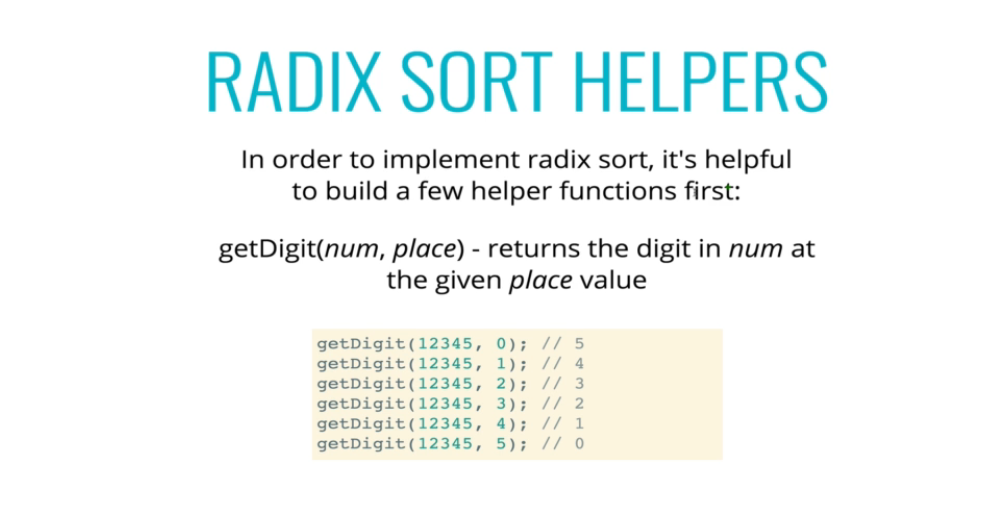 RADIX SORT HELPERS
In order to implement radix sort, it's helpful
to build a few helper functions first:
getDigit(num, place) - returns the digit in num at
the given place value
getDigit(12345, 0); // 5
getDigit(12345, 1); // 4
getDigit(12345, 2); // 3
getDigit(12345, 3); // 2
getDigit(12345, 4); // 1
getDigit(12345, 5); // 0